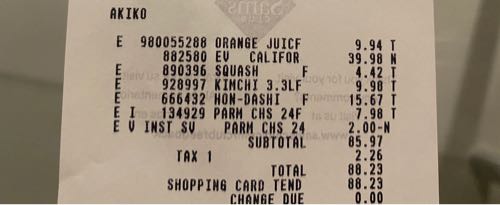 AKIKO
E 980055288 ORANGE JUICF 9.94 T
882580 EV CALIFOR 39.98 N
E 890396 SQUASH F 4.42 T
E 928997 KIMCHI 3.3LF 9.98 T
E 666432 HON-DASHI F 15.67 T
E I 134929 PARM CHS 24F 7.98 T
E V INST SV PARM CHS 24 2.00-N
SUBTOTAL 85.97
TAX 1 2.26
TOTAL 88.23
SHOPPING CARD TEND 88.23
CHANGE DUE 0.00